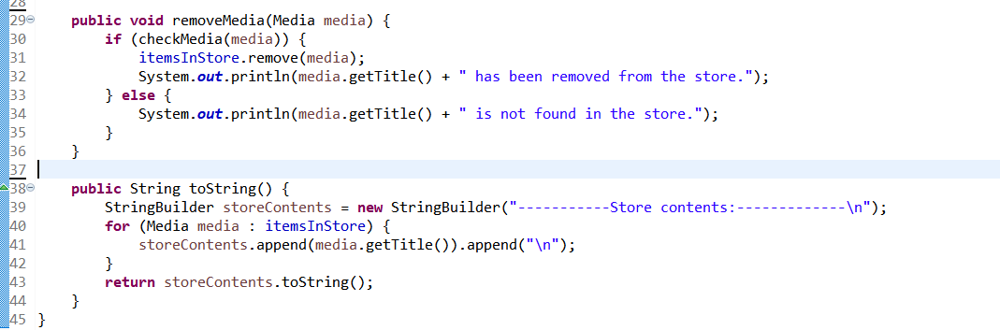 28
29 public void removeMedia(Media media) {
30 if (checkMedia(media)) {
31 itemsInStore.remove(media);
32 System.out.println(media.getTitle() + " has been removed from the store.");
33 } else {
34 System.out.println(media.getTitle() + " is not found in the store.");
35 }
36 }
37
38 public String toString() {
39 StringBuilder storeContents = new StringBuilder("-----------Store contents:-------------\n");
40 for (Media media : itemsInStore) {
41 storeContents.append(media.getTitle()).append("\n");
42 }
43 return storeContents.toString();
44 }
45 }